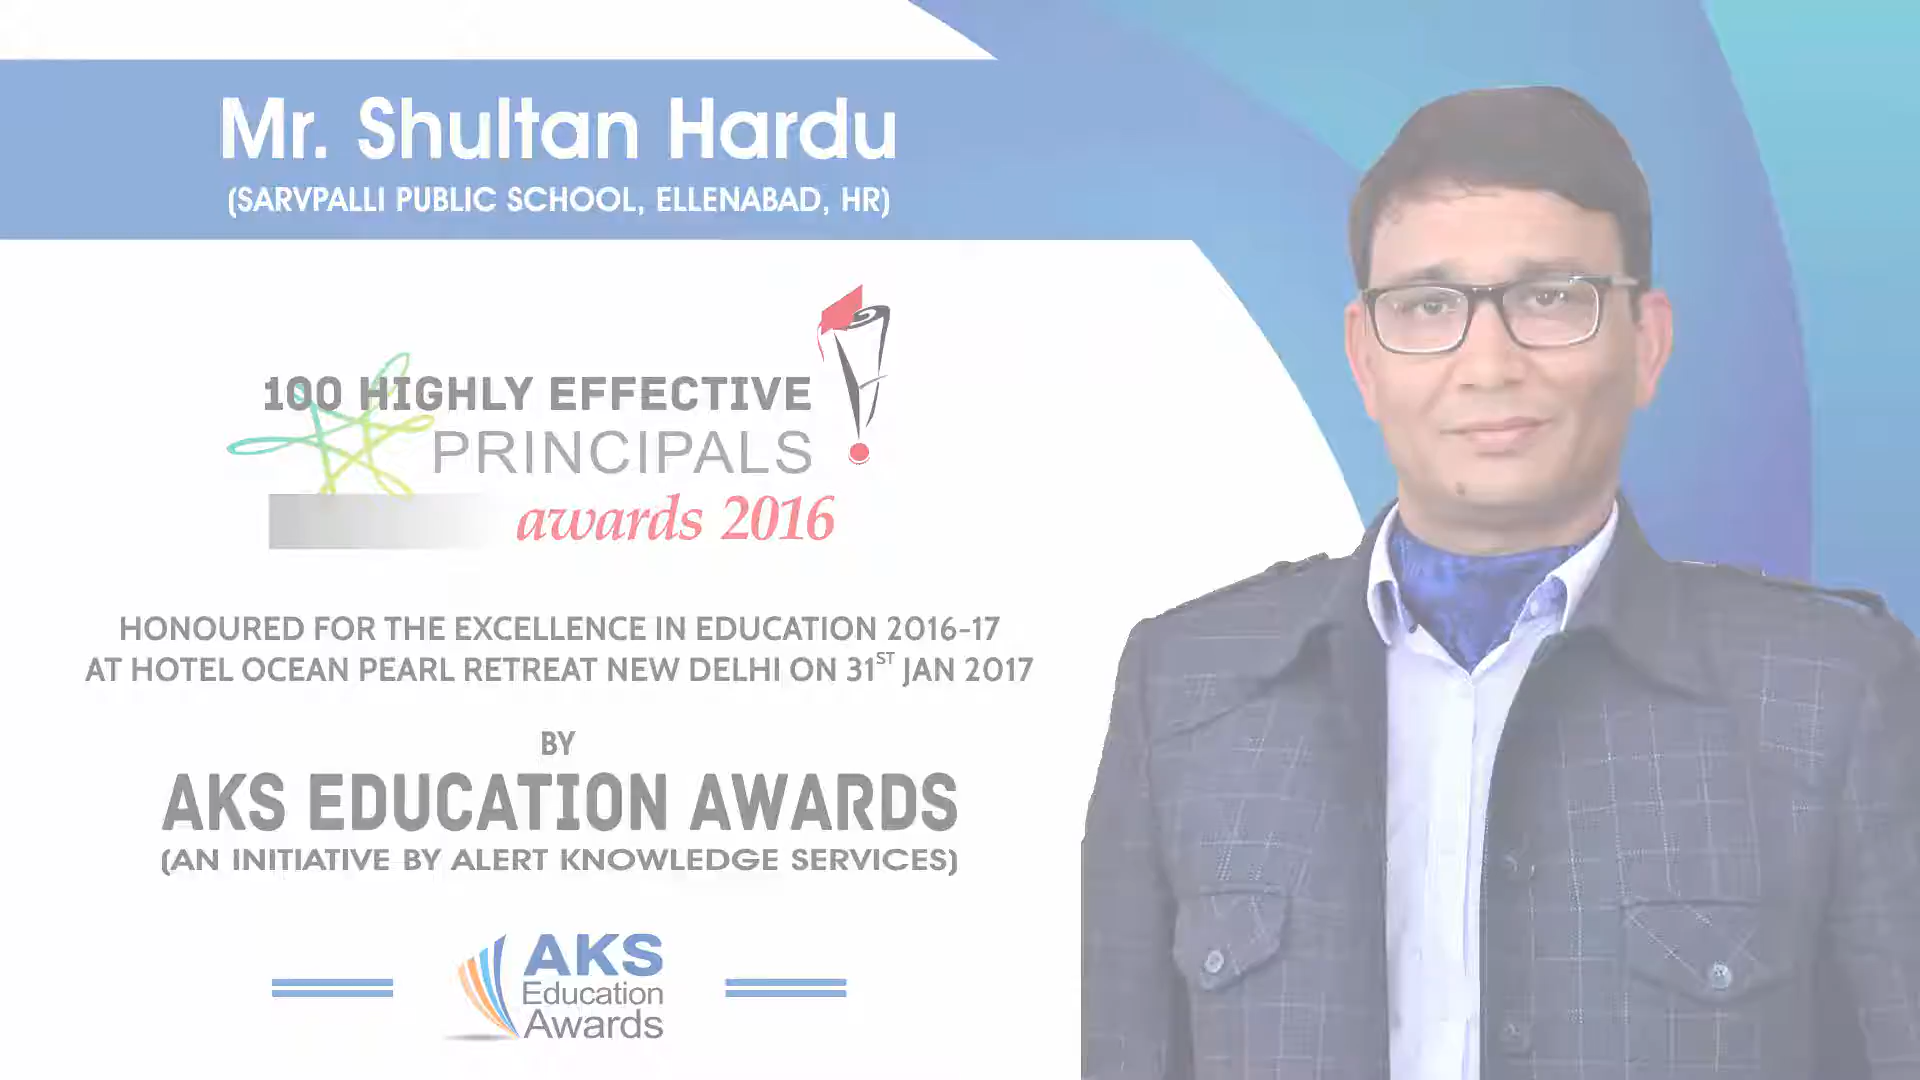 Mr. Shultan Hardu
(SARVPALLI PUBLIC SCHOOL, ELLENABAD, HR)
100 HIGHLY EFFECTIVE
PRINCIPALS
awards 2016
HONOURED FOR THE EXCELLENCE IN EDUCATION 2016-17
AT HOTEL OCEAN PEARL RETREAT NEW DELHI ON 31ST JAN 2017
BY
AKS EDUCATION AWARDS
(AN INITIATIVE BY ALERT KNOWLEDGE SERVICES)
AKS
Education
Awards